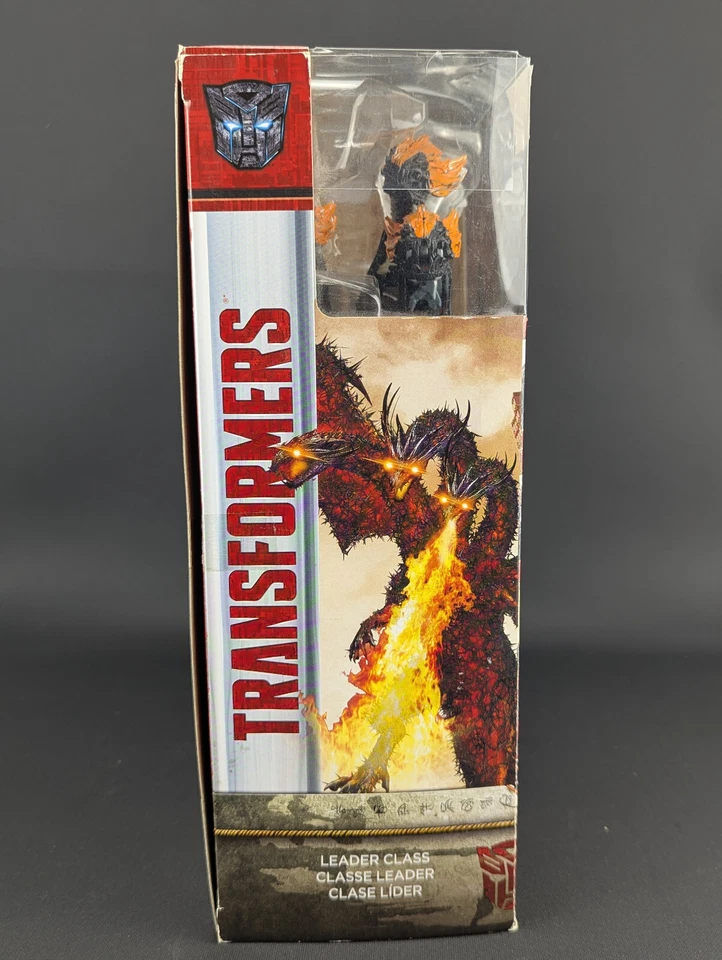 TRANSFORMERS®
LEADER CLASS
CLASSE LEADER
CLASE LÍDER